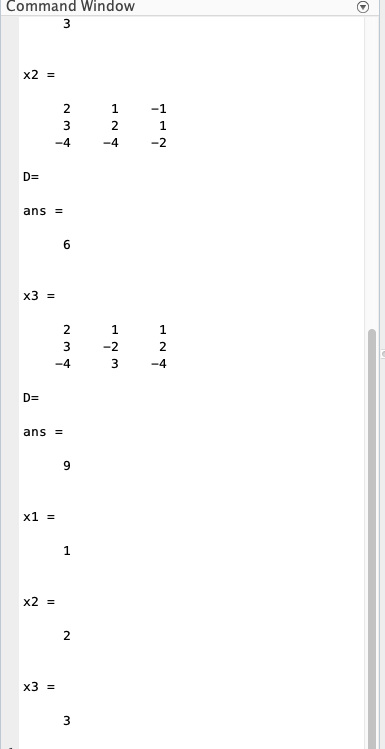 Command Window
3
x2 =
2 1 -1
3 2 1
-4 -4 -2
D=
ans =
6
x3 =
2 1 1
3 -2 2
-4 3 -4
D=
ans =
9
x1 =
1
x2 =
2
x3 =
3